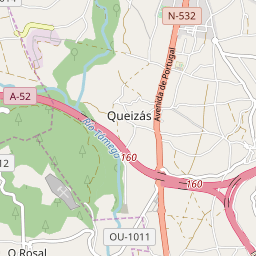 N-532
Avenida de Portugal
A-52
Queizás
Río Támega
160
160
12
OU-1011
O Rosal